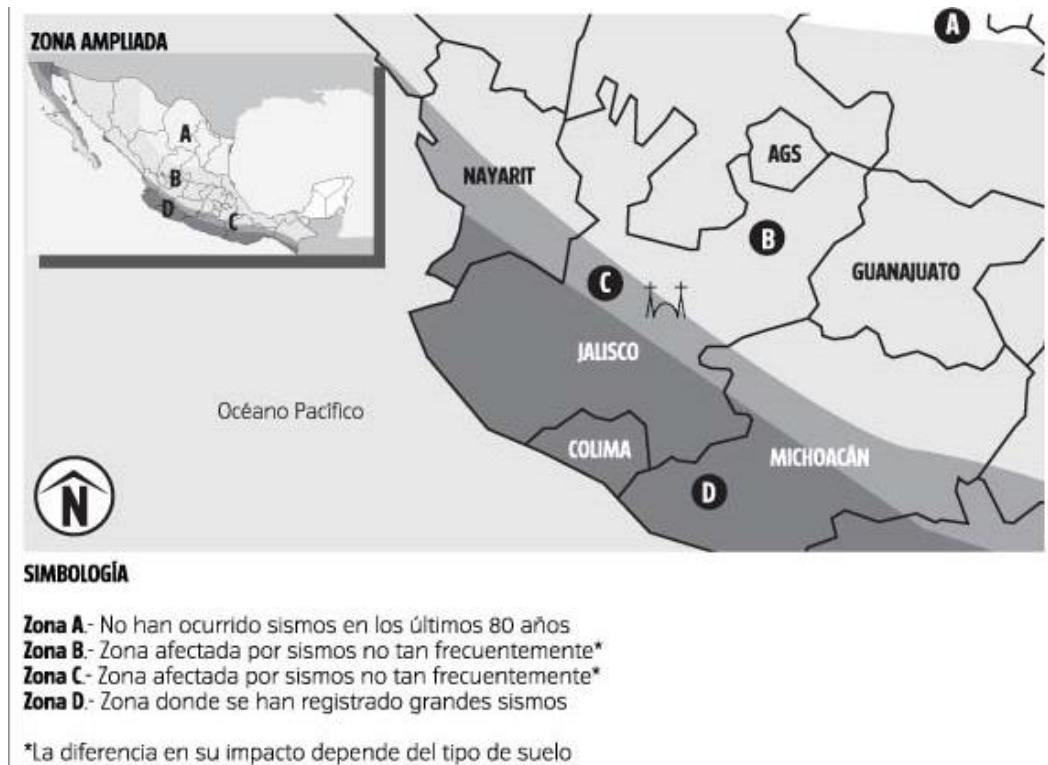 ZONA AMPLIADA
A
B
D
C
A
NAYARIT
AGS
B
GUANAJUATO
C
JALISCO
Océano Pacífico
COLIMA
MICHOACÁN
D
N
SIMBOLOGÍA
Zona A.- No han ocurrido sismos en los últimos 80 años
Zona B.- Zona afectada por sismos no tan frecuentemente*
Zona C.- Zona afectada por sismos no tan frecuentemente*
Zona D.- Zona donde se han registrado grandes sismos
*La diferencia en su impacto depende del tipo de suelo